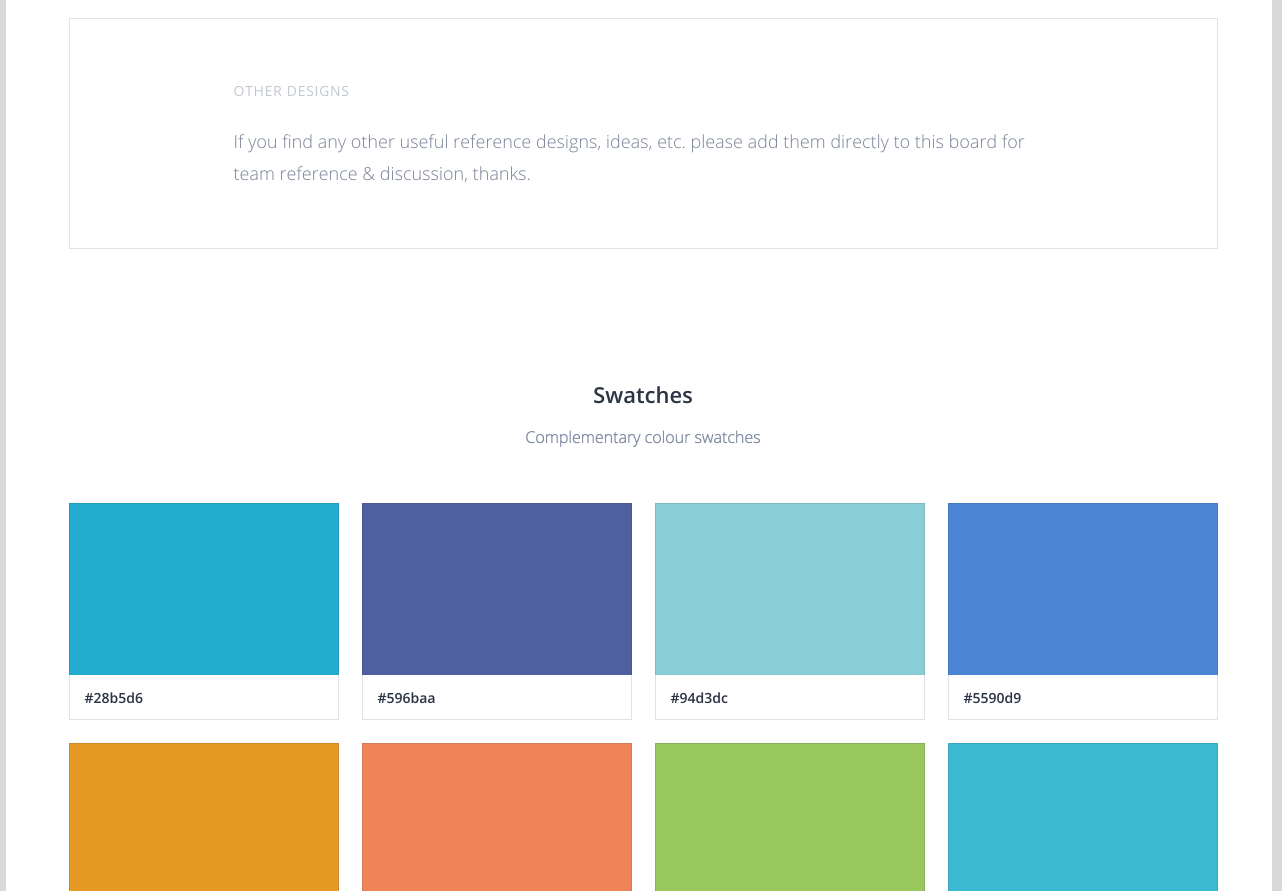 OTHER DESIGNS
If you find any other useful reference designs, ideas, etc. please add them directly to this board for
team reference & discussion, thanks.
Swatches
Complementary colour swatches
#28b5d6
#596baa
#94d3dc
#5590d9